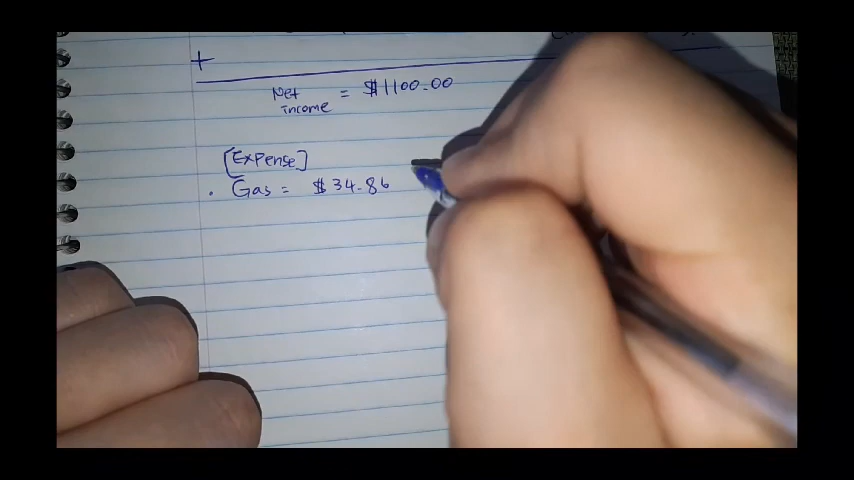 +
Net
income = $1100.00
[Expense]
. Gas = $34.86